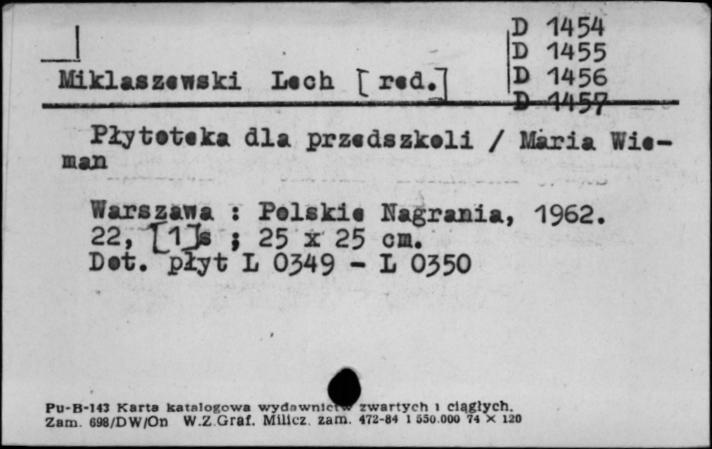 D 1454
D 1455
Miklaszewski Lech [red.] D 1456
D 1457
Płytoteka dla przedszkoli / Maria Wie-
man
Warszawa : Polskie Nagrania, 1962.
22, [1]s ; 25 x 25 cm.
Dot. płyt L 0349 - L 0350
Pu-B-143 Karta katalogowa wydawnictw zwartych i ciągłych.
Zam. 698/DW/On W.Z.Graf. Milicz. zam. 472-84 1 550.000 74 × 120